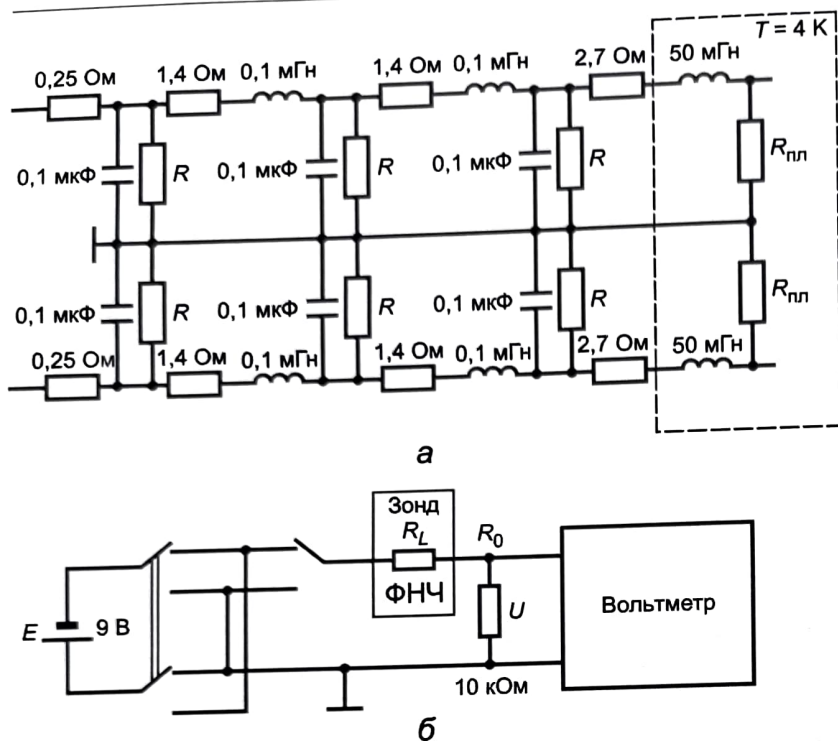 T = 4 К
0,25 Ом 1,4 Ом 0,1 мГн 1,4 Ом 0,1 мГн 2,7 Ом 50 мГн
0,1 мкФ R 0,1 мкФ R 0,1 мкФ R Rпл
0,1 мкФ R 0,1 мкФ R 0,1 мкФ R Rпл
0,25 Ом 1,4 Ом 0,1 мГн 1,4 Ом 0,1 мГн 2,7 Ом 50 мГн
а
Зонд
RL R0
ФНЧ
E 9 В U Вольтметр
10 кОм
б